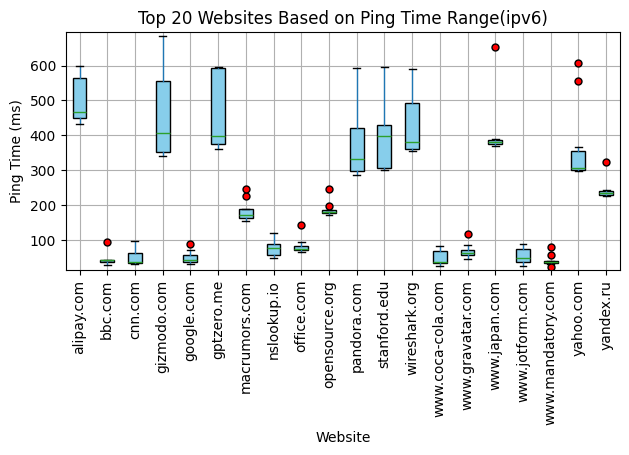 Top 20 Websites Based on Ping Time Range(ipv6)
Ping Time (ms)
600
500
400
300
200
100
alipay.com
bbc.com
cnn.com
gizmodo.com
google.com
gptzero.me
macrumors.com
nslookup.io
office.com
opensource.org
pandora.com
stanford.edu
wireshark.org
www.coca-cola.com
www.gravatar.com
www.japan.com
www.jotform.com
www.mandatory.com
yahoo.com
yandex.ru
Website